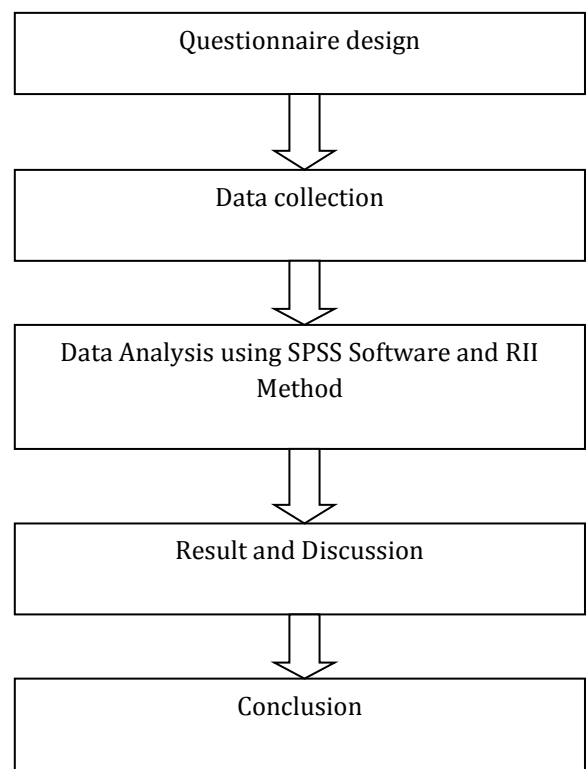 Questionnaire design
Data collection
Data Analysis using SPSS Software and RII
Method
Result and Discussion
Conclusion